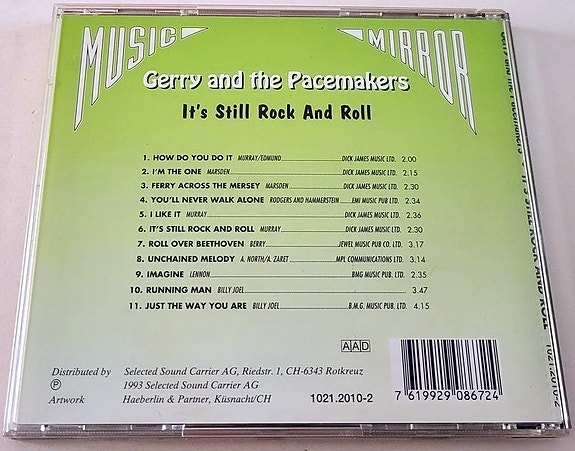 MUSIC MIRROR
Gerry and the Pacemakers
It's Still Rock And Roll
1. HOW DO YOU DO IT MURRAY/EDMUND DICK JAMES MUSIC LTD. 2.00
2. I'M THE ONE MARSDEN DICK JAMES MUSIC LTD. 2.15
3. FERRY ACROSS THE MERSEY MARSDEN DICK JAMES MUSIC LTD. 2.30
4. YOU'LL NEVER WALK ALONE RODGERS AND HAMMERSTEIN EMI MUSIC PUB LTD. 2.34
5. I LIKE IT MURRAY DICK JAMES MUSIC LTD. 2.36
6. IT'S STILL ROCK AND ROLL MURRAY DICK JAMES MUSIC LTD. 2.30
7. ROLL OVER BEETHOVEN BERRY JEWEL MUSIC PUB CO. LTD. 3.17
8. UNCHAINED MELODY A. NORTH/A. ZARET MPL COMMUNICATIONS LTD. 3.14
9. IMAGINE LENNON BMG MUSIC PUB. LTD. 2.35
10. RUNNING MAN BILLY JOEL 3.47
11. JUST THE WAY YOU ARE BILLY JOEL B.M.G. MUSIC PUB. LTD. 4.15
AAD
Distributed by Selected Sound Carrier AG, Riedstr. 1, CH-6343 Rotkreuz
℗ 1993 Selected Sound Carrier AG
Artwork Haeberlin & Partner, Küsnacht/CH
1021.2010-2
7 619929 086724
Gerry and the Pacemakers · IT'S STILL ROCK AND ROLL 1021.2010-2